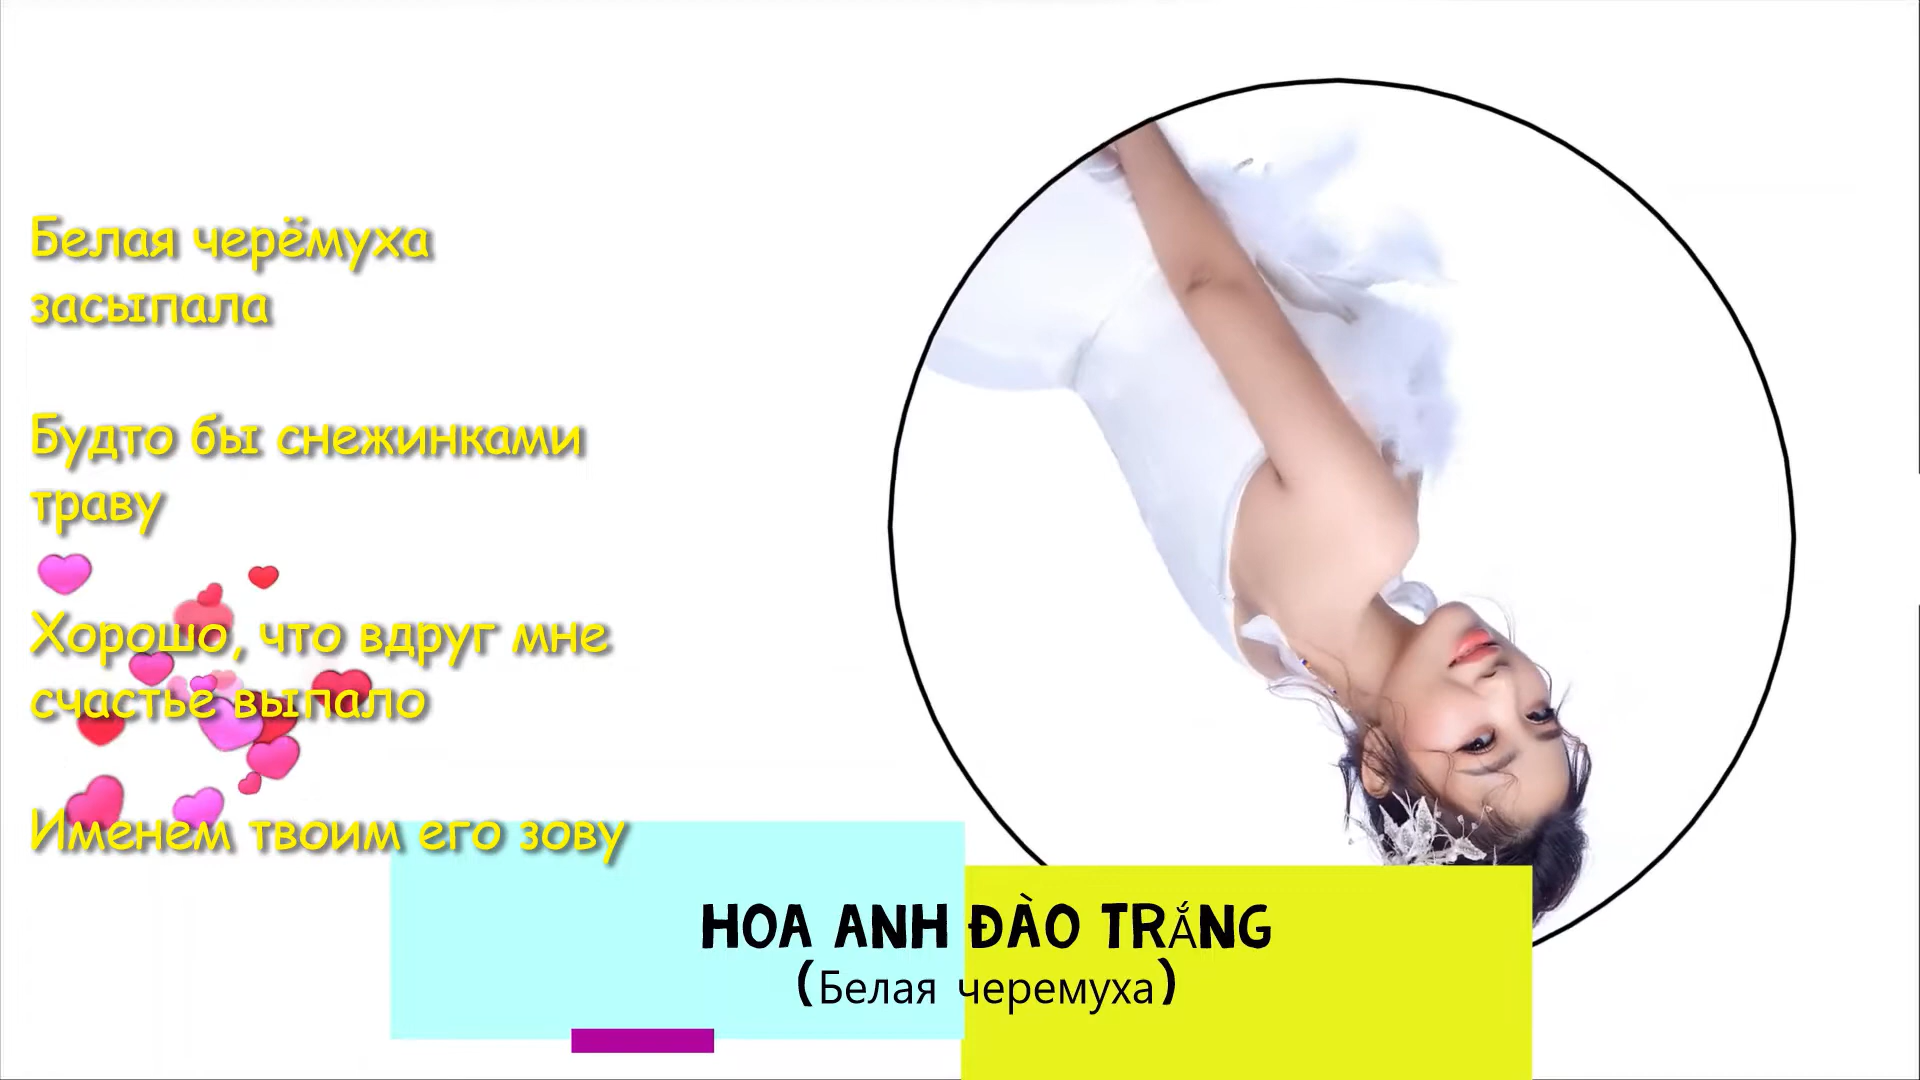 Белая черёмуха
засыпала
Будто бы снежинками
траву
Хорошо, что вдруг мне
счастье выпало
Именем твоим его зову
HOA ANH ĐÀO TRẮNG
(Белая черемуха)